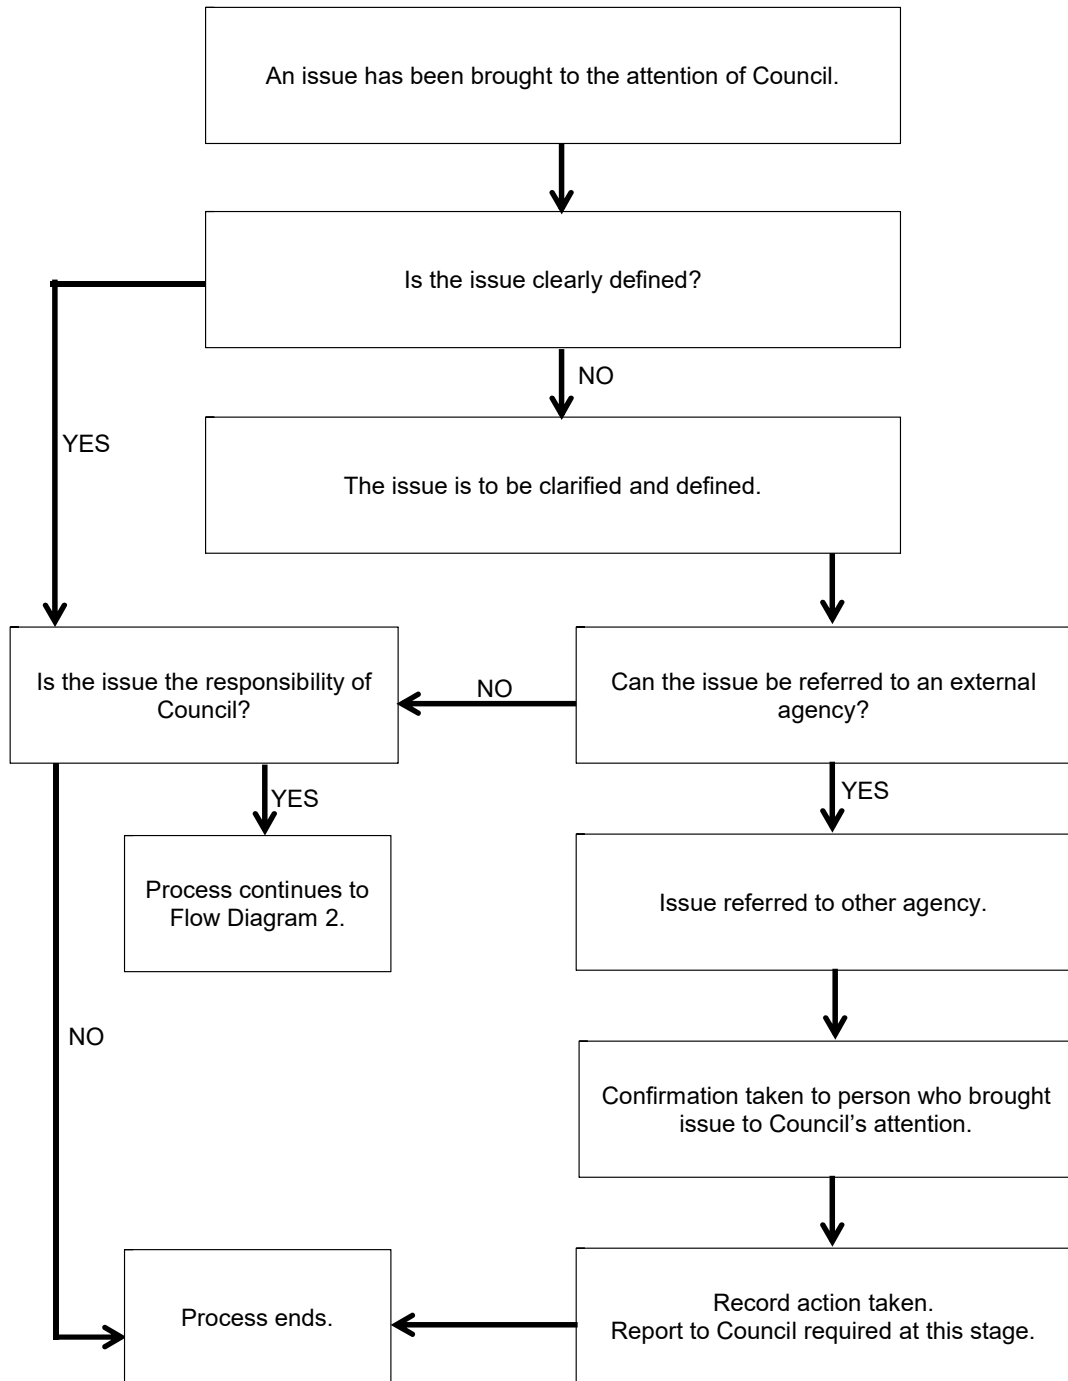 An issue has been brought to the attention of Council.
Is the issue clearly defined?
NO
YES
The issue is to be clarified and defined.
Is the issue the responsibility of
Council?
NO
Can the issue be referred to an external
agency?
YES
YES
Process continues to
Flow Diagram 2.
Issue referred to other agency.
NO
Confirmation taken to person who brought
issue to Council’s attention.
Process ends.
Record action taken.
Report to Council required at this stage.